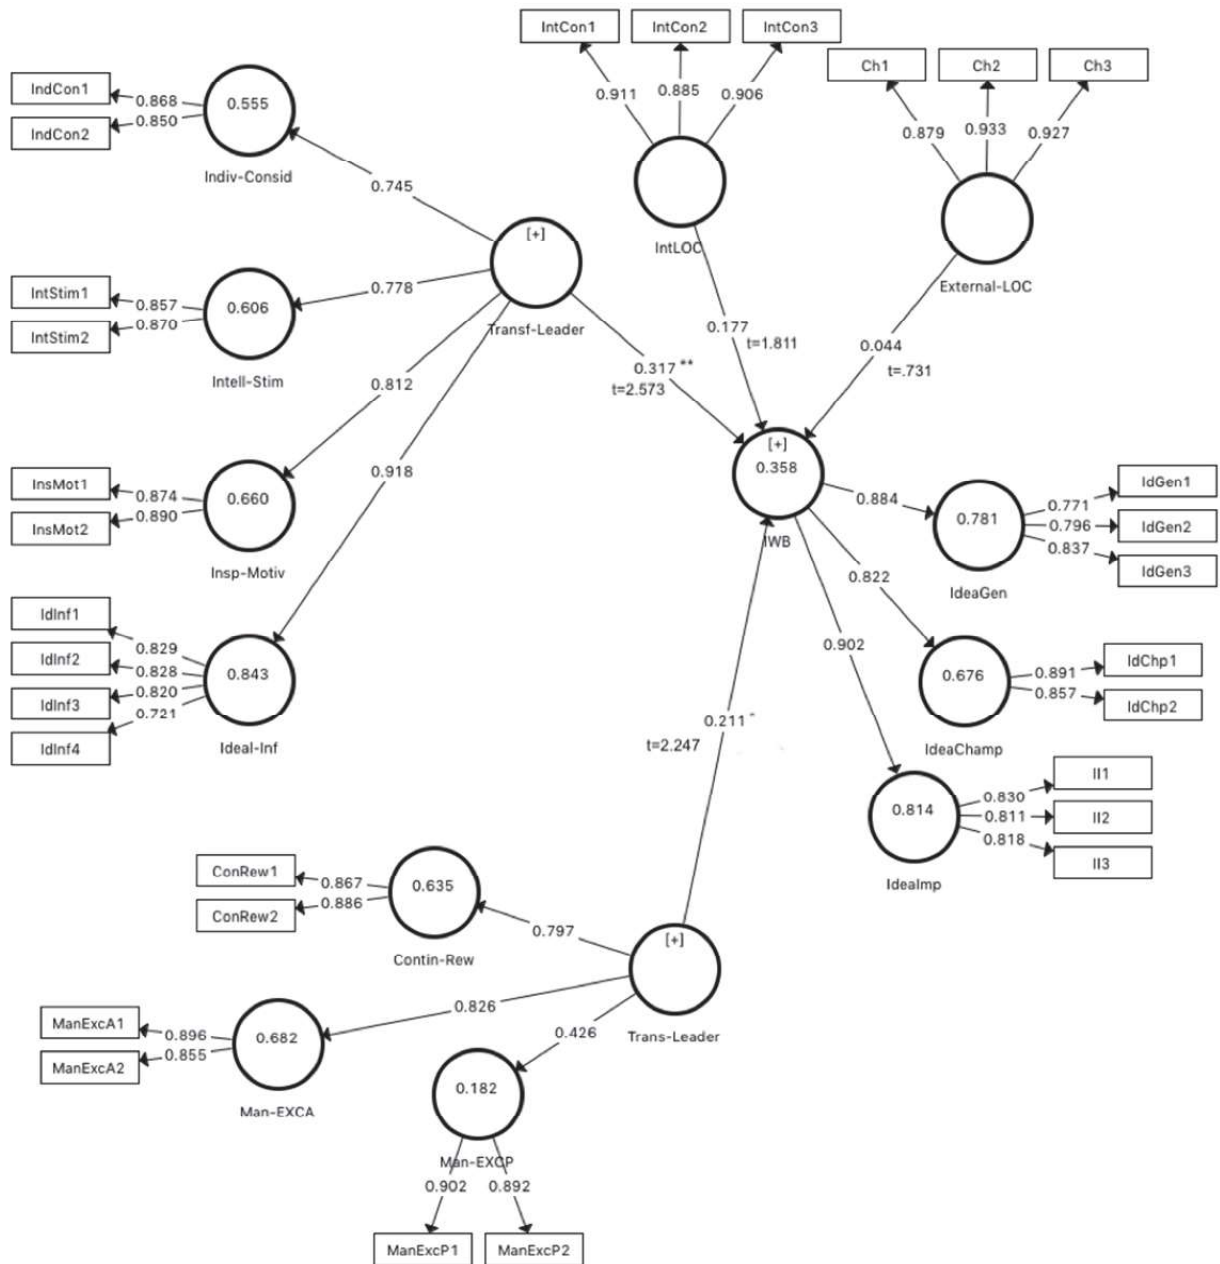 IntCon1
IntCon2
IntCon3
Ch1
Ch2
Ch3
0.911
0.885
0.906
0.879
0.933
0.927
IntLOC
External-LOC
IndCon1
IndCon2
0.868
0.850
0.555
Indiv-Consid
0.745
IntStim1
IntStim2
0.857
0.870
0.606
Intell-Stim
0.778
[+]
Transf-Leader
0.177
t=1.811
0.044
t=.731
0.317 **
t=2.573
0.812
0.918
InsMot1
InsMot2
0.874
0.890
0.660
Insp-Motiv
[+]
0.358
IWB
0.884
0.781
IdeaGen
0.771
0.796
0.837
IdGen1
IdGen2
IdGen3
0.822
0.902
IdInf1
IdInf2
IdInf3
IdInf4
0.829
0.828
0.820
0.721
0.843
Ideal-Inf
0.676
IdeaChamp
0.891
0.857
IdChp1
IdChp2
0.211
t=2.247
0.814
IdeaImp
0.830
0.811
0.818
II1
II2
II3
ConRew1
ConRew2
0.867
0.886
0.635
Contin-Rew
0.797
[+]
Trans-Leader
0.826
0.426
ManExcA1
ManExcA2
0.896
0.855
0.682
Man-EXCA
0.182
Man-EXCP
0.902
0.892
ManExcP1
ManExcP2